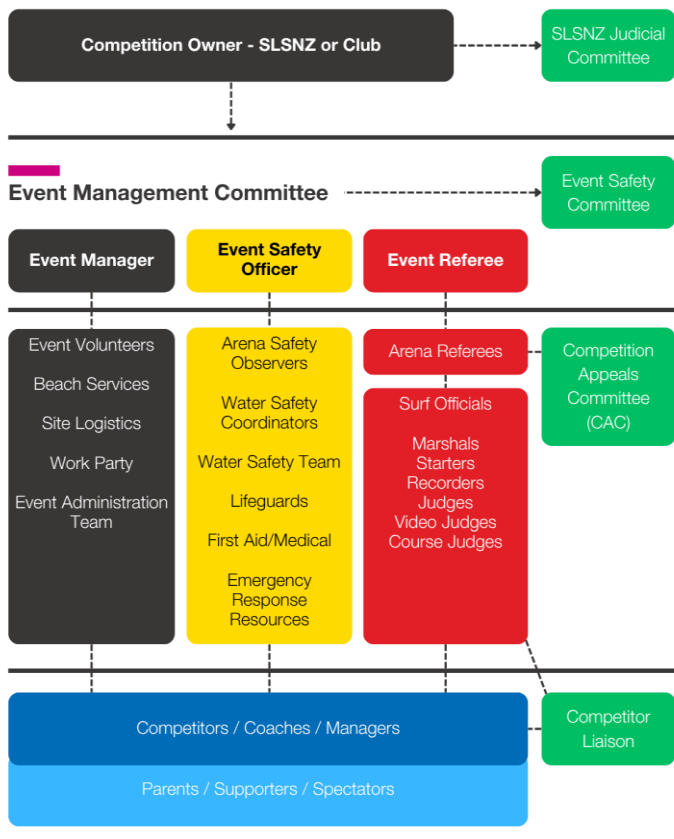 Competition Owner - SLSNZ or Club
SLSNZ Judicial
Committee
Event Management Committee
Event Safety
Committee
Event Manager
Event Safety
Officer
Event Referee
Event Volunteers
Beach Services
Site Logistics
Work Party
Event Administration
Team
Arena Safety
Observers
Water Safety
Coordinators
Water Safety Team
Lifeguards
First Aid/Medical
Emergency
Response
Resources
Arena Referees
Surf Officials
Marshals
Starters
Recorders
Judges
Video Judges
Course Judges
Competition
Appeals
Committee
(CAC)
Competitors / Coaches / Managers
Competitor
Liaison
Parents / Supporters / Spectators